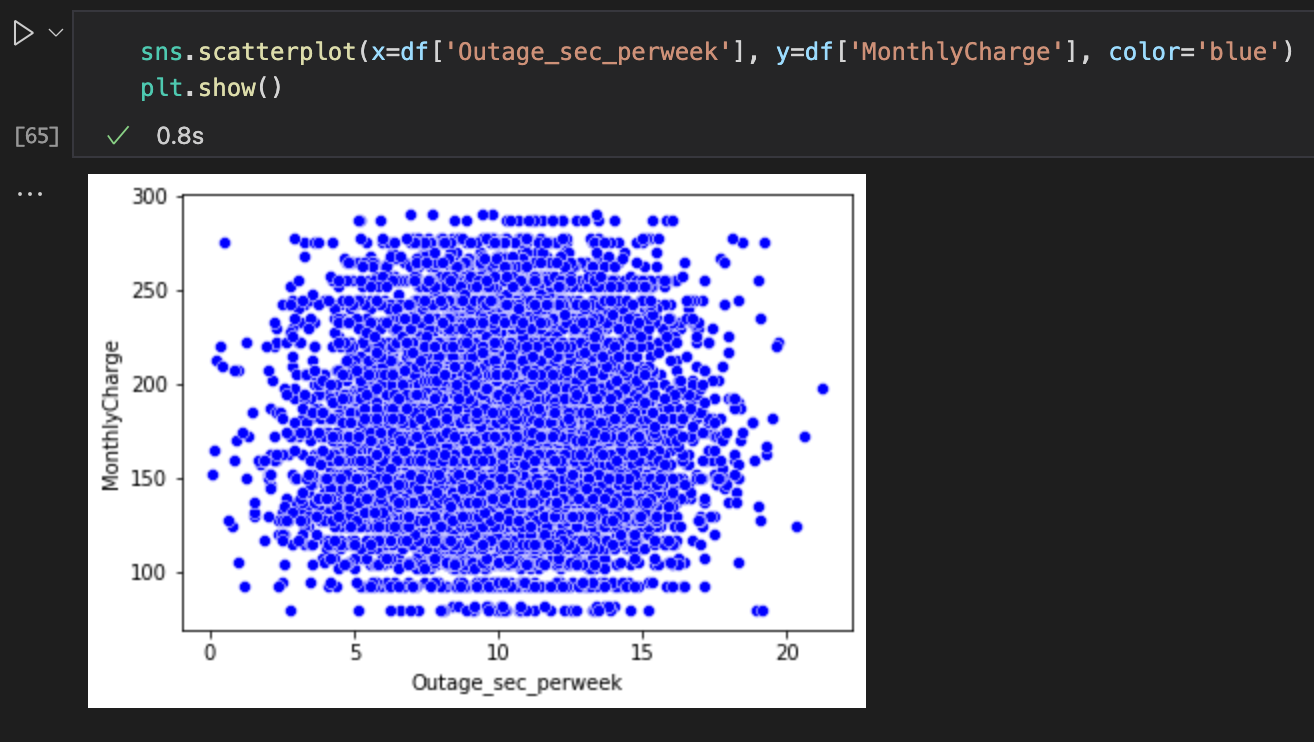 sns.scatterplot(x=df['Outage_sec_perweek'], y=df['MonthlyCharge'], color='blue')
plt.show()
[65]
0.8s
...
300
250
200
150
100
MonthlyCharge
0 5 10 15 20
Outage_sec_perweek